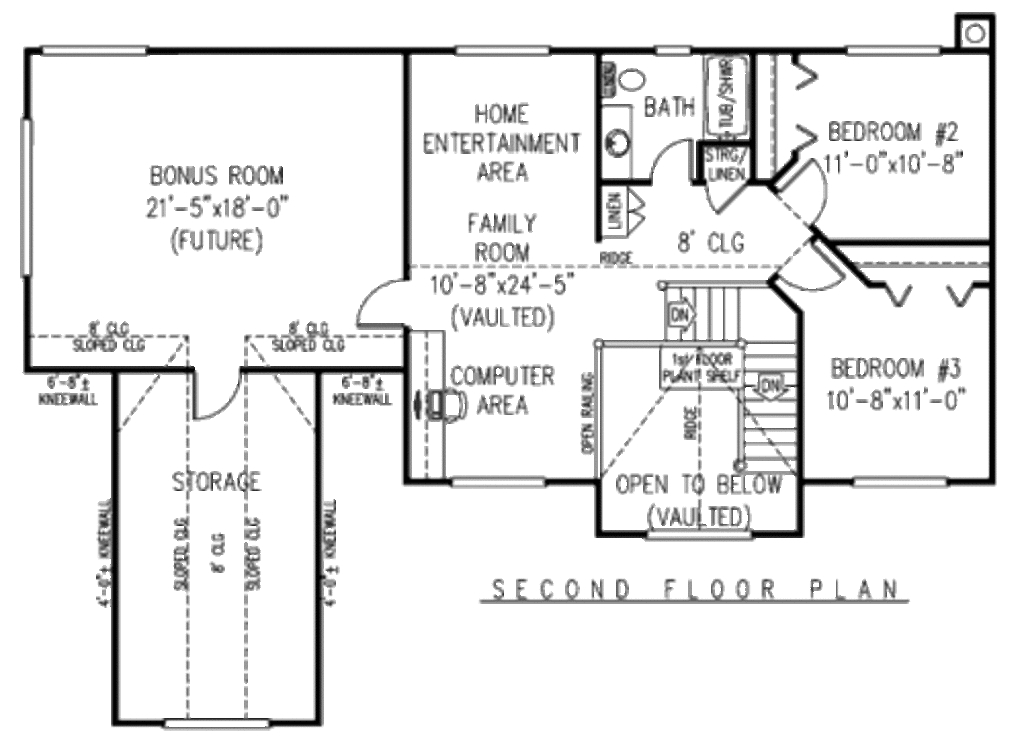 HOME
ENTERTAINMENT
AREA
FAMILY
ROOM
10'-8"x24'-5"
(VAULTED)
COMPUTER
AREA
BONUS ROOM
21'-5"x18'-0"
(FUTURE)
8' CLG
SLOPED CLG
8' CLG
SLOPED CLG
6'-8"±
KNEEWALL
6'-8"±
KNEEWALL
STORAGE
SLOPED CLG
8' CLG
SLOPED CLG
4'-0"± KNEEWALL
4'-0"± KNEEWALL
LINEN
BATH
TUB/SHWR
STRG/
LINEN
LINEN
RIDGE
8' CLG
BEDROOM #2
11'-0"x10'-8"
BEDROOM #3
10'-8"x11'-0"
DN
1st FLOOR
PLANT SHELF
DN
OPEN RAILING
RIDGE
OPEN TO BELOW
(VAULTED)
SECOND FLOOR PLAN